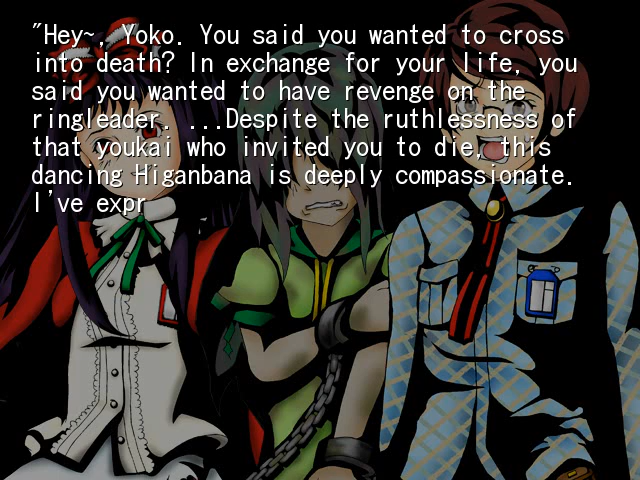 "Hey~, Yoko. You said you wanted to cross
into death? In exchange for your life, you
said you wanted to have revenge on the
ringleader. ...Despite the ruthlessness of
that youkai who invited you to die, this
dancing Higanbana is deeply compassionate.
I've expr